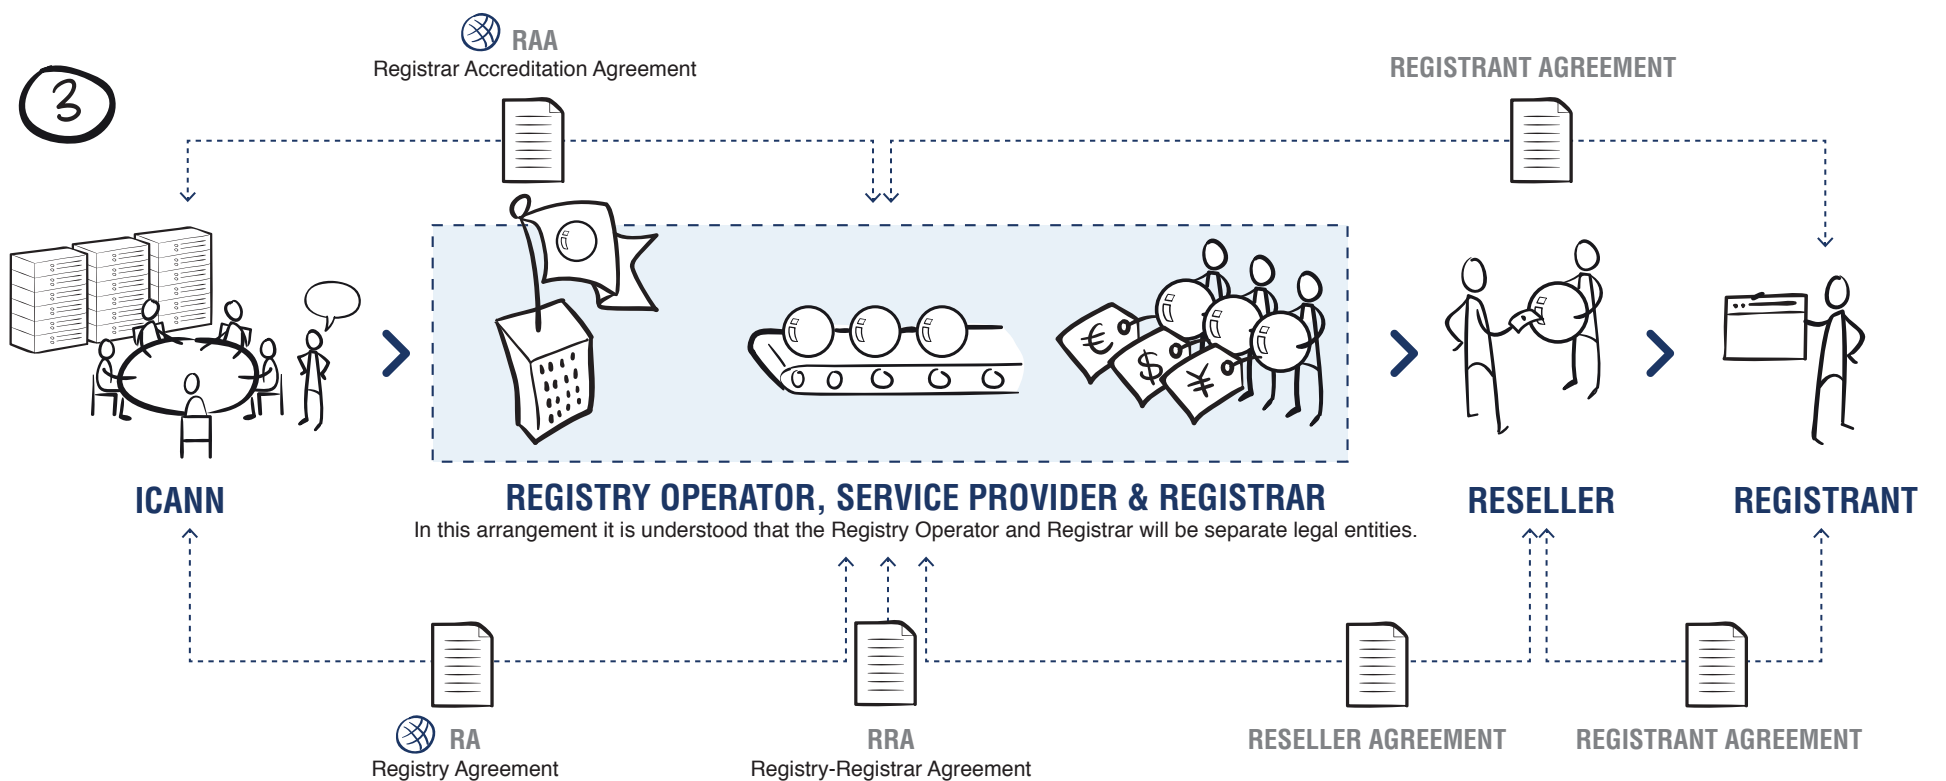 RAA
Registrar Accreditation Agreement
REGISTRANT AGREEMENT
3
€
$
¥
ICANN
REGISTRY OPERATOR, SERVICE PROVIDER & REGISTRAR
In this arrangement it is understood that the Registry Operator and Registrar will be separate legal entities.
RESELLER
REGISTRANT
RA
Registry Agreement
RRA
Registry-Registrar Agreement
RESELLER AGREEMENT
REGISTRANT AGREEMENT